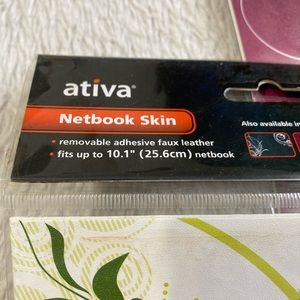 ativa®
Netbook Skin
• removable adhesive faux leather
• fits up to 10.1" (25.6cm) netbook
Also available in